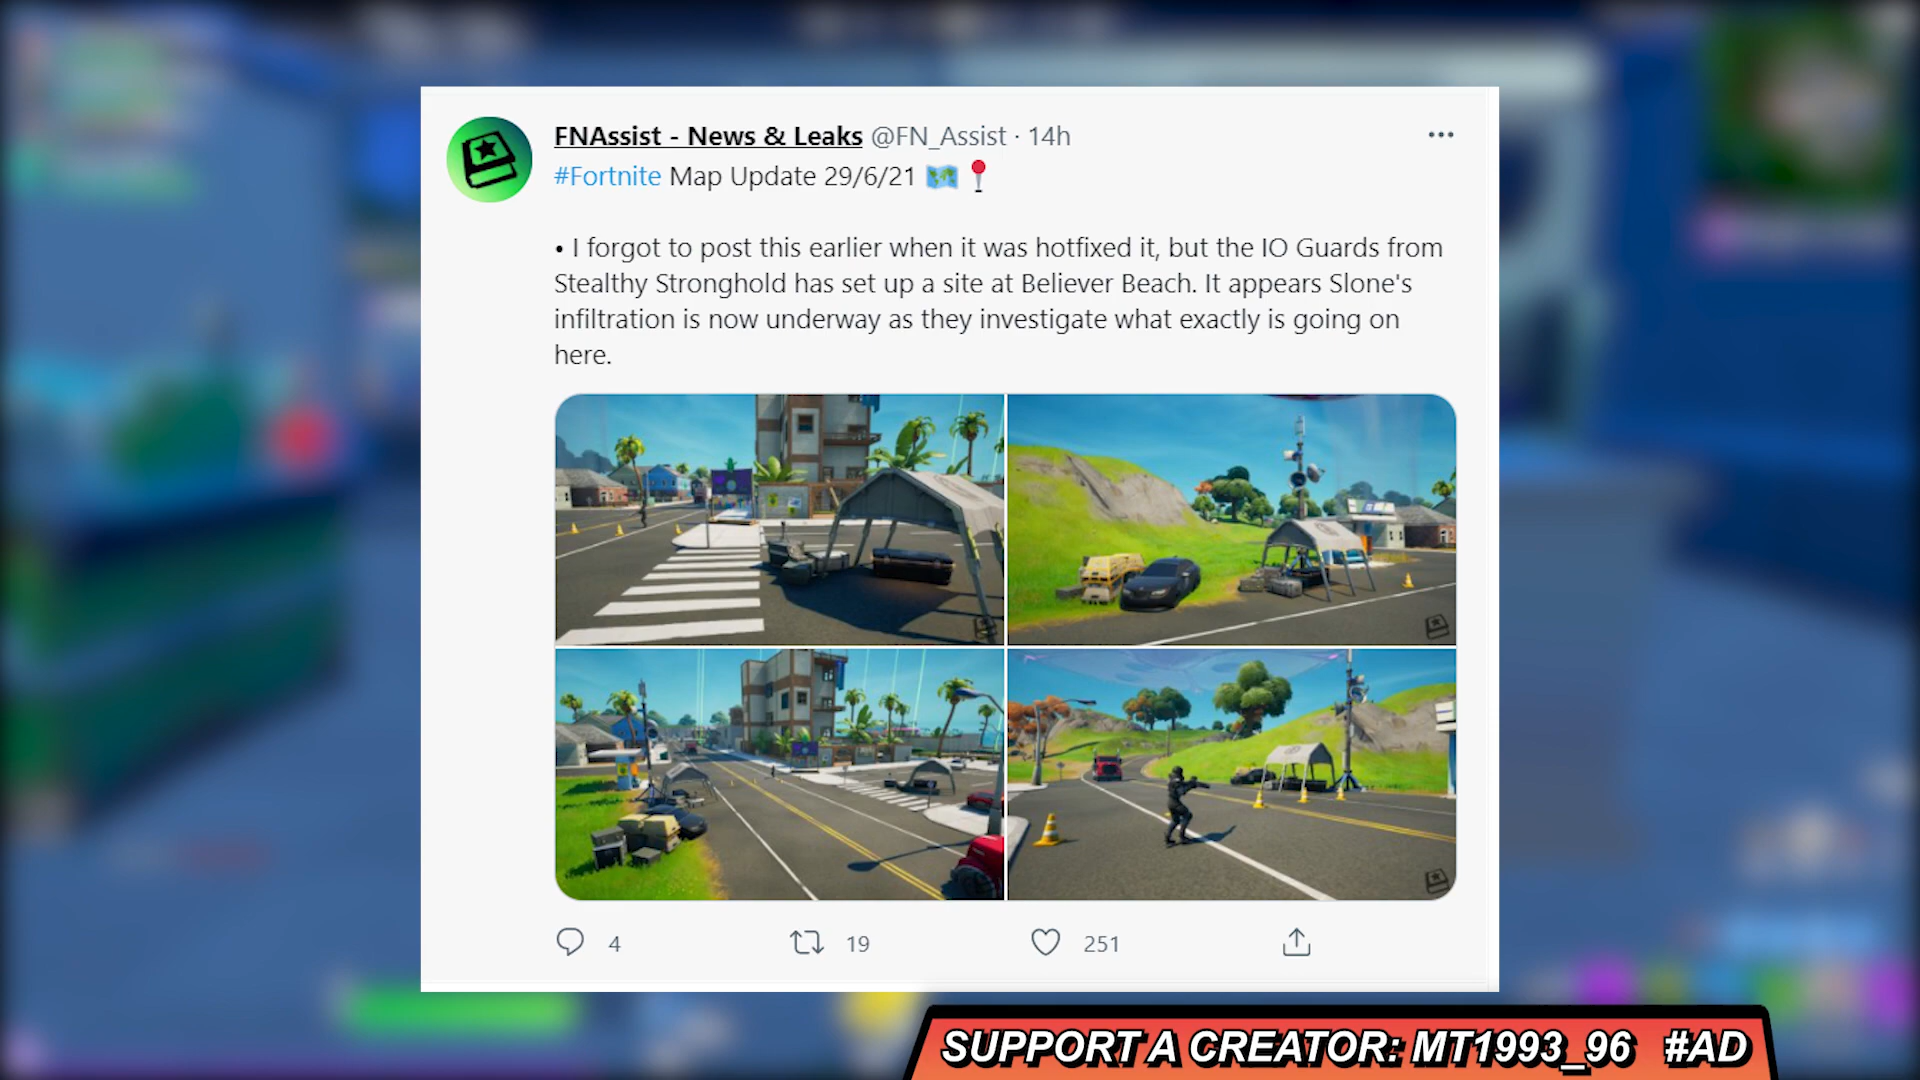 FNAssist - News & Leaks @FN_Assist · 14h
#Fortnite Map Update 29/6/21 🗺️📍
• I forgot to post this earlier when it was hotfixed it, but the IO Guards from
Stealthy Stronghold has set up a site at Believer Beach. It appears Slone's
infiltration is now underway as they investigate what exactly is going on
here.
4 19 251
SUPPORT A CREATOR: MT1993_96 #AD